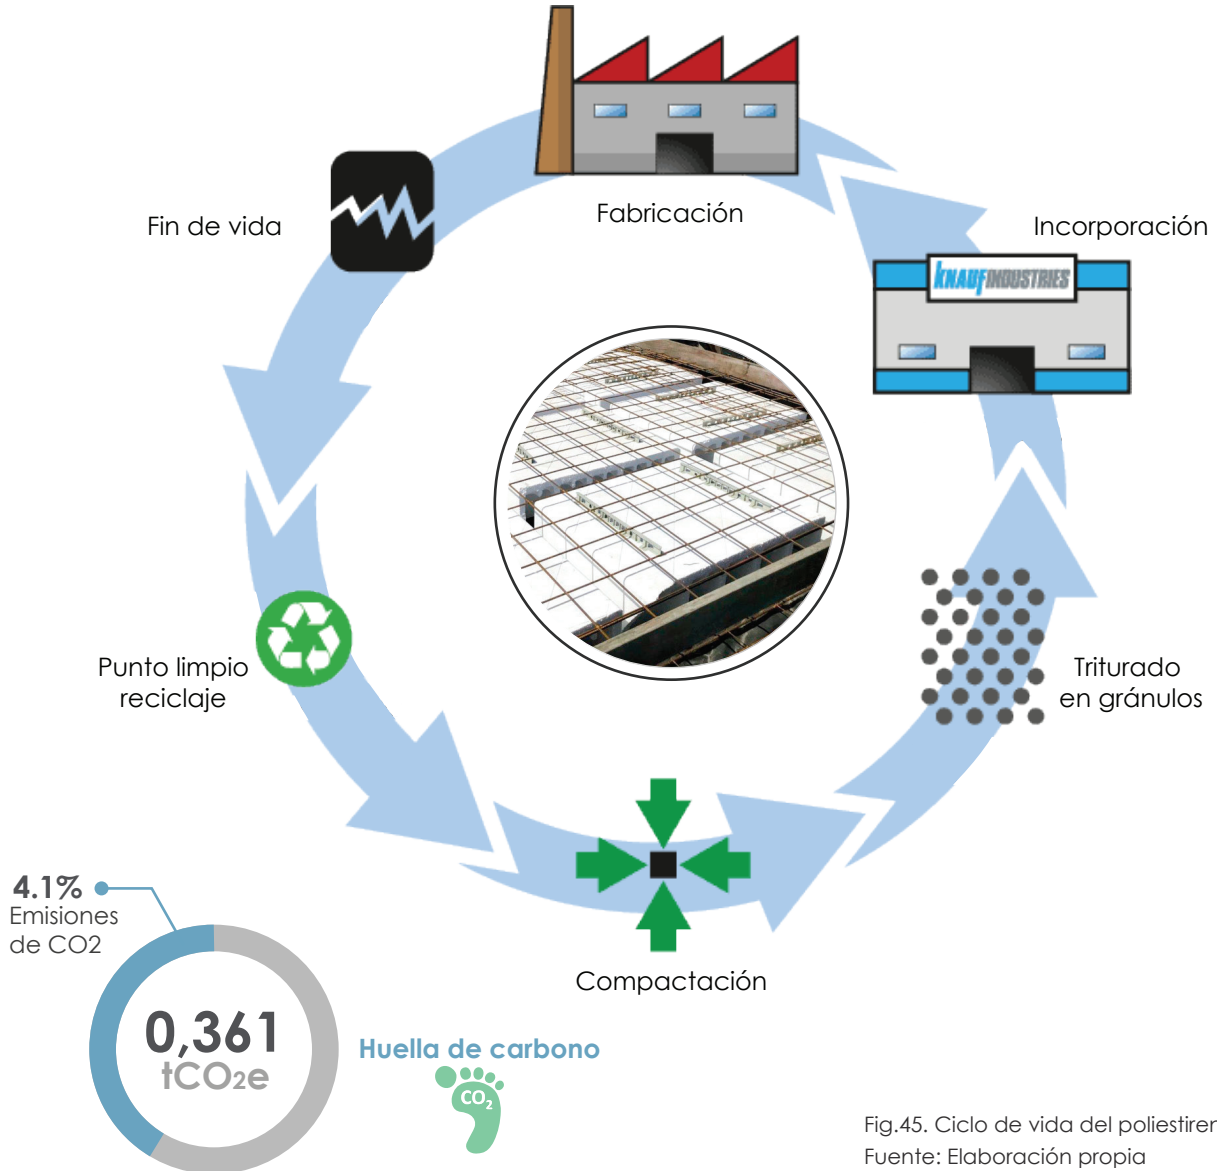 Fabricación
Fin de vida
Incorporación
KNAUF INDUSTRIES
Punto limpio
reciclaje
Triturado
en gránulos
Compactación
4.1%
Emisiones
de CO2
0,361
tCO2e
Huella de carbono
CO2
Fig.45. Ciclo de vida del poliestiren
Fuente: Elaboración propia